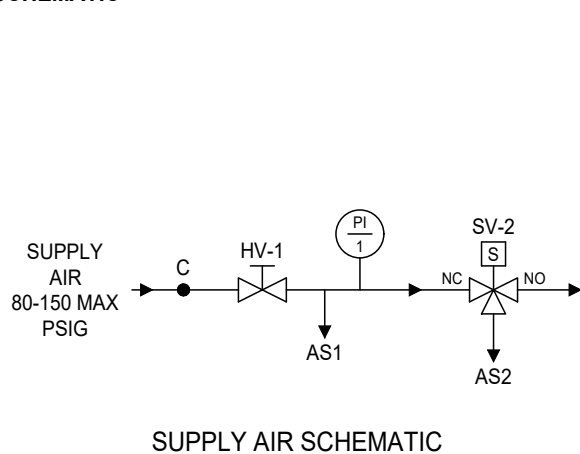 SUPPLY
AIR
80-150 MAX
PSIG
C
HV-1
PI
1
AS1
SV-2
S
NC
NO
AS2
SUPPLY AIR SCHEMATIC